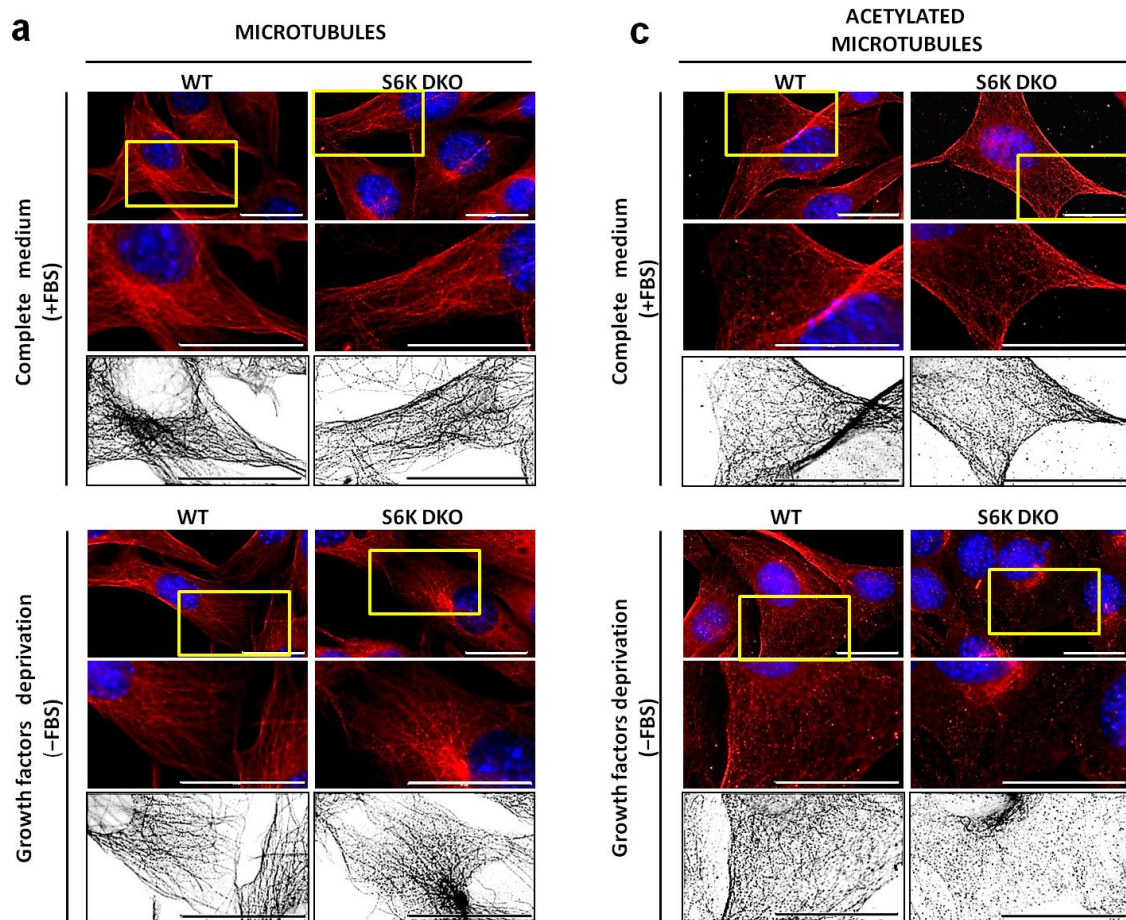 a
MICROTUBULES
WT
S6K DKO
Complete medium
(+FBS)
WT
S6K DKO
Growth factors deprivation
(–FBS)
c
ACETYLATED
MICROTUBULES
WT
S6K DKO
Complete medium
(+FBS)
WT
S6K DKO
Growth factors deprivation
(–FBS)